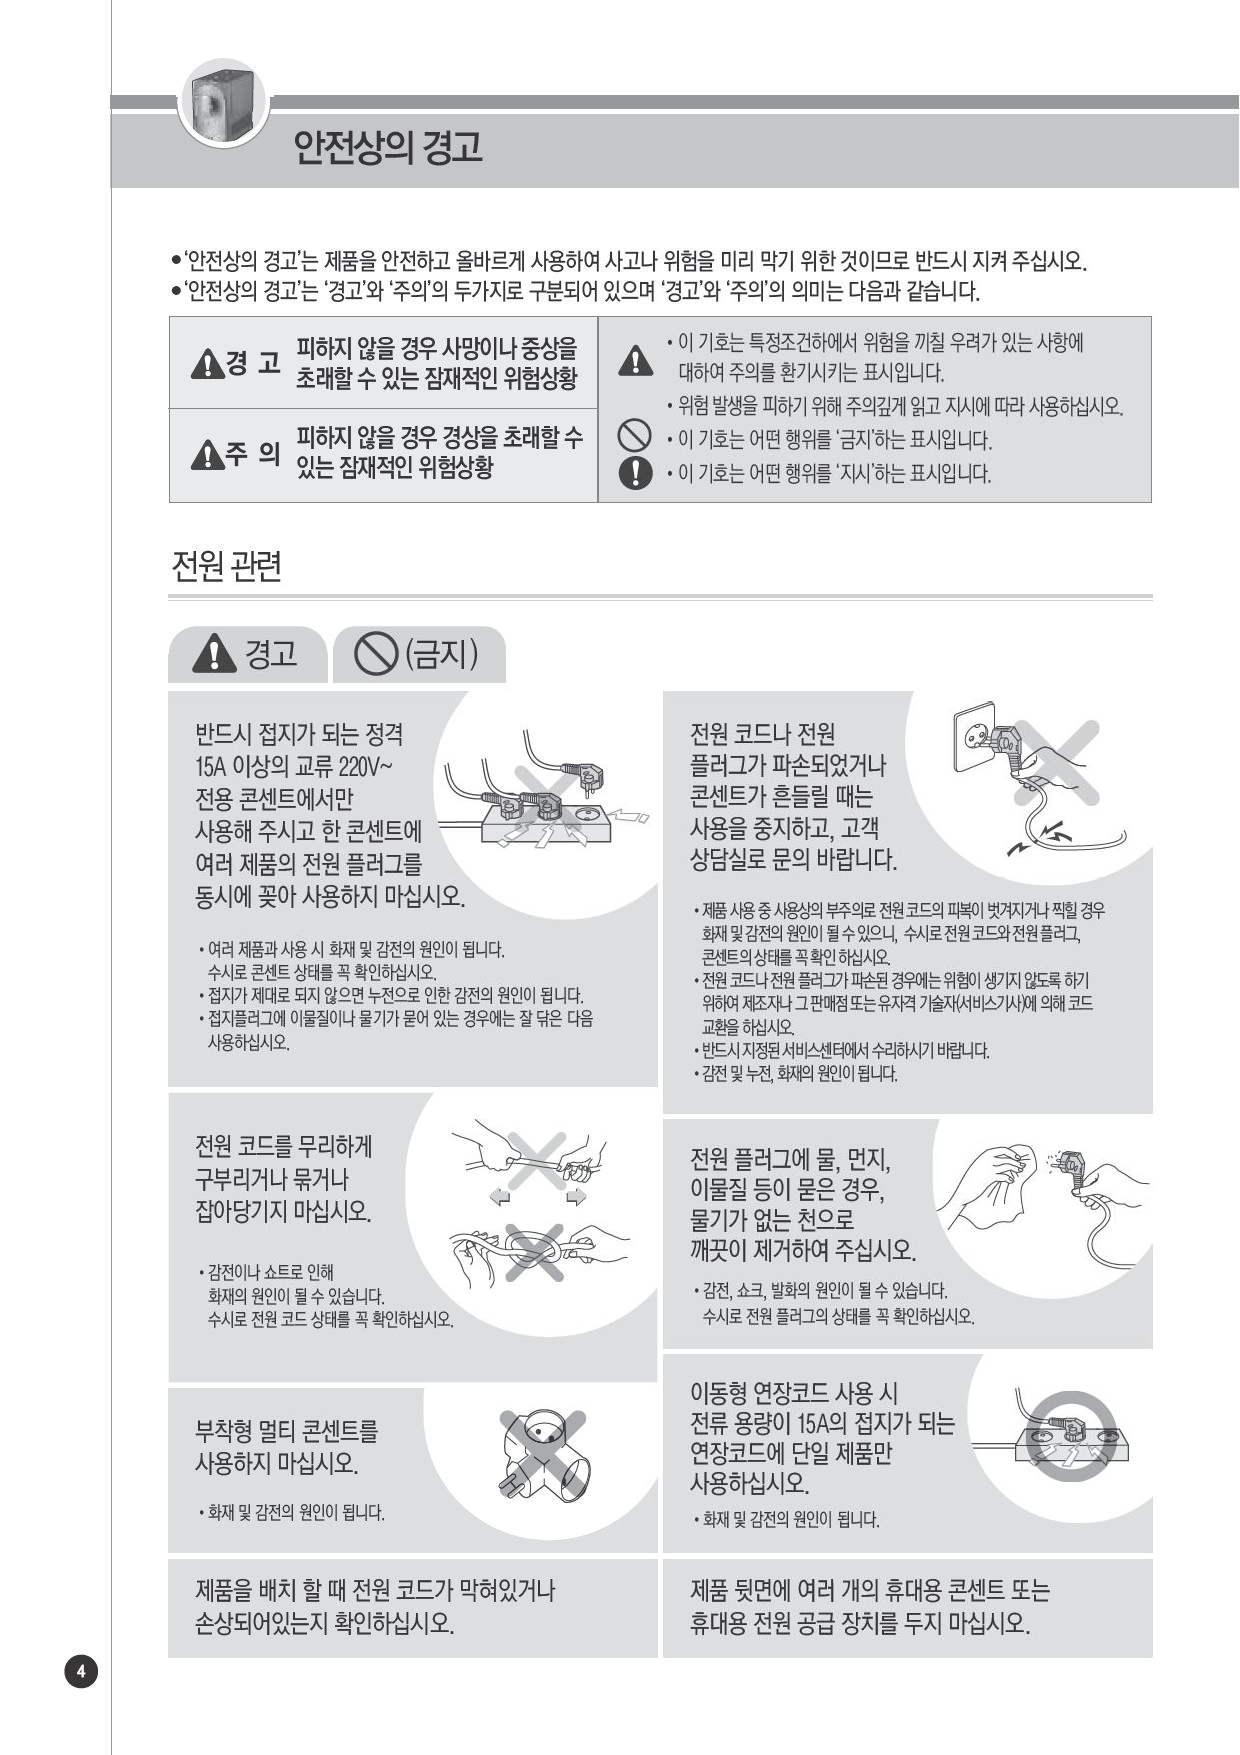 안전상의 경고
●‘안전상의 경고’는 제품을 안전하고 올바르게 사용하여 사고나 위험을 미리 막기 위한 것이므로 반드시 지켜 주십시오.
●‘안전상의 경고’는 ‘경고’와 ‘주의’의 두가지로 구분되어 있으며 ‘경고’와 ‘주의’의 의미는 다음과 같습니다.
경 고
피하지 않을 경우 사망이나 중상을
초래할 수 있는 잠재적인 위험상황
주 의
피하지 않을 경우 경상을 초래할 수
있는 잠재적인 위험상황
• 이 기호는 특정조건하에서 위험을 끼칠 우려가 있는 사항에
대하여 주의를 환기시키는 표시입니다.
• 위험 발생을 피하기 위해 주의깊게 읽고 지시에 따라 사용하십시오.
• 이 기호는 어떤 행위를 ‘금지’하는 표시입니다.
• 이 기호는 어떤 행위를 ‘지시’하는 표시입니다.
전원 관련
경고
(금지)
반드시 접지가 되는 정격
15A 이상의 교류 220V~
전용 콘센트에서만
사용해 주시고 한 콘센트에
여러 제품의 전원 플러그를
동시에 꽂아 사용하지 마십시오.
• 여러 제품과 사용 시 화재 및 감전의 원인이 됩니다.
수시로 콘센트 상태를 꼭 확인하십시오.
• 접지가 제대로 되지 않으면 누전으로 인한 감전의 원인이 됩니다.
• 접지플러그에 이물질이나 물기가 묻어 있는 경우에는 잘 닦은 다음
사용하십시오.
전원 코드나 전원
플러그가 파손되었거나
콘센트가 흔들릴 때는
사용을 중지하고, 고객
상담실로 문의 바랍니다.
• 제품 사용 중 사용상의 부주의로 전원 코드의 피복이 벗겨지거나 찍힐 경우
화재 및 감전의 원인이 될 수 있으니, 수시로 전원 코드와 전원 플러그,
콘센트의 상태를 꼭 확인 하십시오.
• 전원 코드나 전원 플러그가 파손된 경우에는 위험이 생기지 않도록 하기
위하여 제조자나 그 판매점 또는 유자격 기술자(서비스기사)에 의해 코드
교환을 하십시오.
• 반드시 지정된 서비스센터에서 수리하시기 바랍니다.
• 감전 및 누전, 화재의 원인이 됩니다.
전원 코드를 무리하게
구부리거나 묶거나
잡아당기지 마십시오.
• 감전이나 쇼트로 인해
화재의 원인이 될 수 있습니다.
수시로 전원 코드 상태를 꼭 확인하십시오.
전원 플러그에 물, 먼지,
이물질 등이 묻은 경우,
물기가 없는 천으로
깨끗이 제거하여 주십시오.
• 감전, 쇼크, 발화의 원인이 될 수 있습니다.
수시로 전원 플러그의 상태를 꼭 확인하십시오.
부착형 멀티 콘센트를
사용하지 마십시오.
• 화재 및 감전의 원인이 됩니다.
이동형 연장코드 사용 시
전류 용량이 15A의 접지가 되는
연장코드에 단일 제품만
사용하십시오.
• 화재 및 감전의 원인이 됩니다.
제품을 배치 할 때 전원 코드가 막혀있거나
손상되어있는지 확인하십시오.
제품 뒷면에 여러 개의 휴대용 콘센트 또는
휴대용 전원 공급 장치를 두지 마십시오.
4